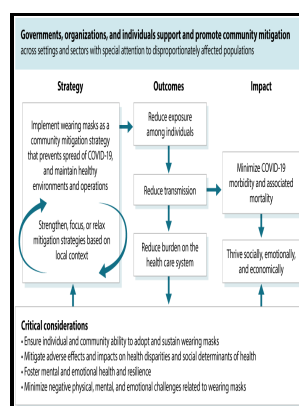 Governments, organizations, and individuals support and promote community mitigation
across settings and sectors with special attention to disproportionately affected populations
Strategy
Outcomes
Impact
Implement wearing masks as a
community mitigation strategy
that prevents spread of COVID-19,
and maintain healthy
environments and operations
Strengthen, focus, or relax
mitigation strategies based on
local context
Reduce exposure
among individuals
Reduce transmission
Reduce burden on the
health care system
Minimize COVID-19
morbidity and associated
mortality
Thrive socially, emotionally,
and economically
Critical considerations
• Ensure individual and community ability to adopt and sustain wearing masks
• Mitigate adverse effects and impacts on health disparities and social determinants of health
• Foster mental and emotional health and resilience
• Minimize negative physical, mental, and emotional challenges related to wearing masks